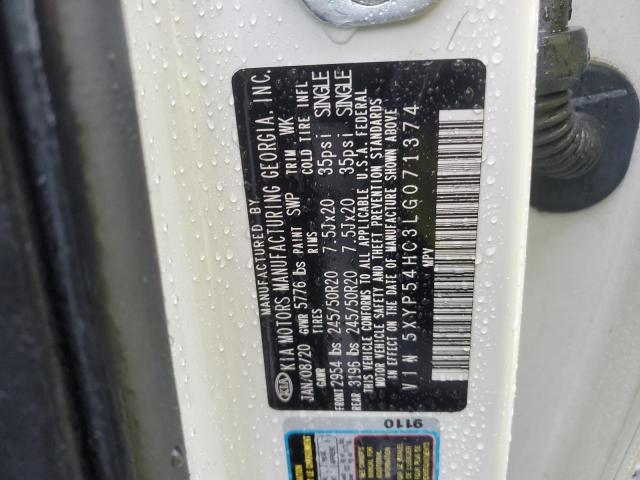 MANUFACTURED BY
KIA KIA MOTORS MANUFACTURING GEORGIA, INC.
JAN/08/20 GVWR 5776 lbs PAINT SWP TRIM WK
GAWR TIRES RIMS COLD TIRE INFL
FRONT 2954 lbs 245/50R20 7.5Jx20 35psi SINGLE
REAR 3196 lbs 245/50R20 7.5Jx20 35psi SINGLE
THIS VEHICLE CONFORMS TO ALL APPLICABLE U.S.A. FEDERAL
MOTOR VEHICLE SAFETY AND THEFT PREVENTION STANDARDS
IN EFFECT ON THE DATE OF MANUFACTURE SHOWN ABOVE
VIN 5XYP54HC3LG071374
MPV
9110